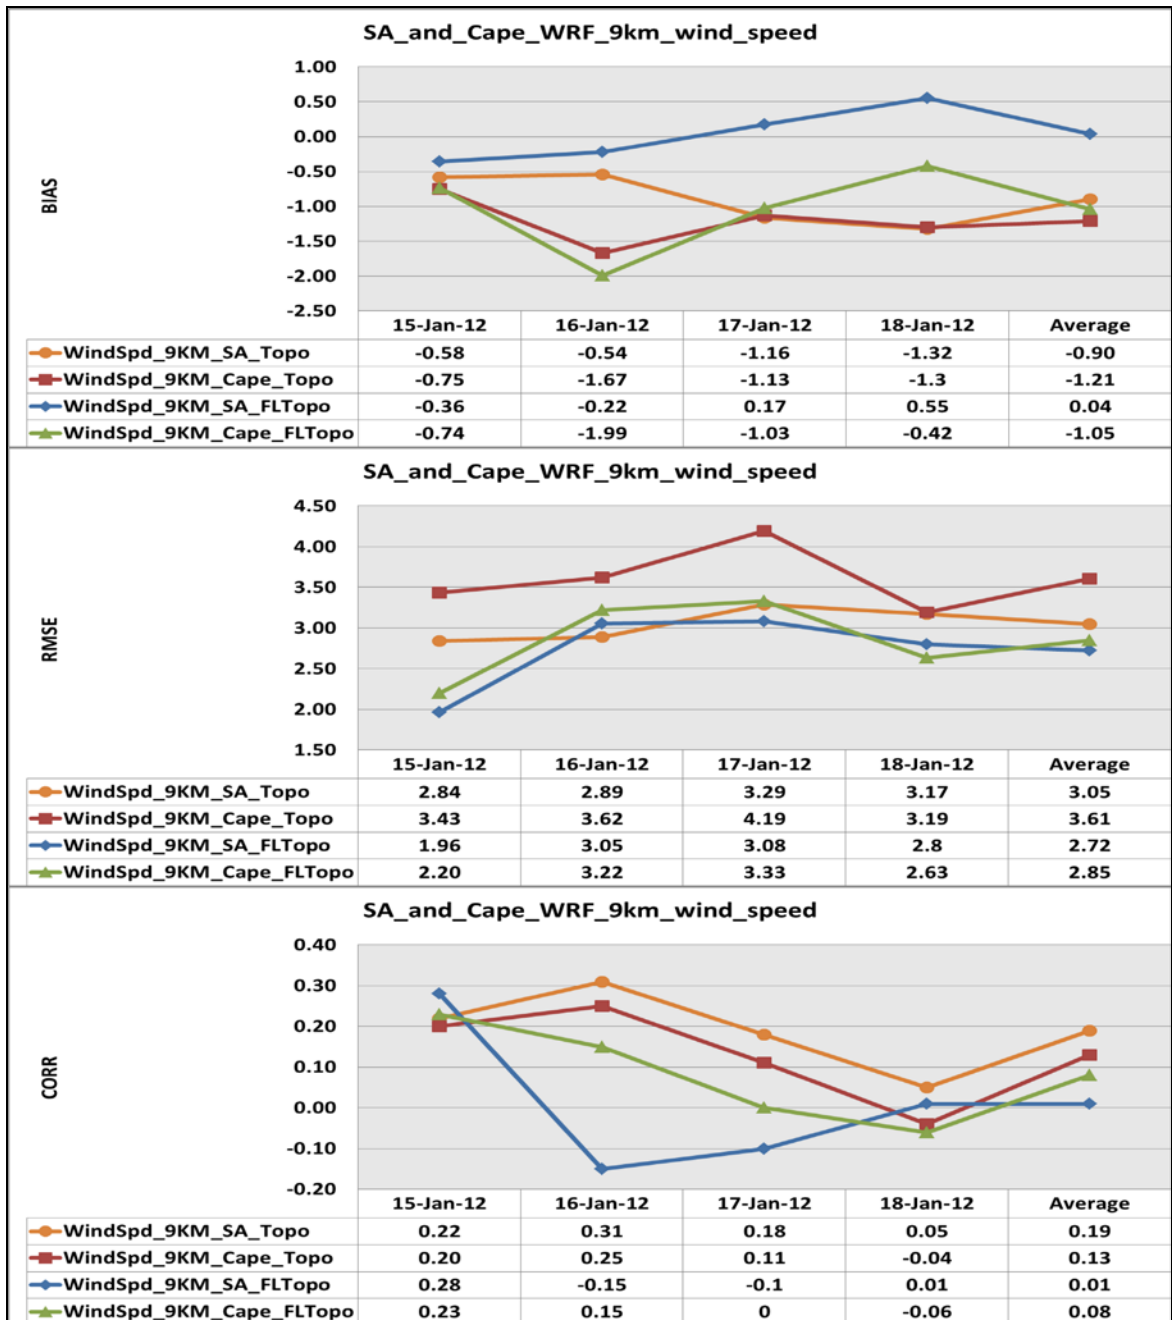 SA_and_Cape_WRF_9km_wind_speed
BIAS
1.00
0.50
0.00
-0.50
-1.00
-1.50
-2.00
-2.50
15-Jan-12 16-Jan-12 17-Jan-12 18-Jan-12 Average
WindSpd_9KM_SA_Topo -0.58 -0.54 -1.16 -1.32 -0.90
WindSpd_9KM_Cape_Topo -0.75 -1.67 -1.13 -1.3 -1.21
WindSpd_9KM_SA_FLTopo -0.36 -0.22 0.17 0.55 0.04
WindSpd_9KM_Cape_FLTopo -0.74 -1.99 -1.03 -0.42 -1.05
SA_and_Cape_WRF_9km_wind_speed
RMSE
4.50
4.00
3.50
3.00
2.50
2.00
1.50
15-Jan-12 16-Jan-12 17-Jan-12 18-Jan-12 Average
WindSpd_9KM_SA_Topo 2.84 2.89 3.29 3.17 3.05
WindSpd_9KM_Cape_Topo 3.43 3.62 4.19 3.19 3.61
WindSpd_9KM_SA_FLTopo 1.96 3.05 3.08 2.8 2.72
WindSpd_9KM_Cape_FLTopo 2.20 3.22 3.33 2.63 2.85
SA_and_Cape_WRF_9km_wind_speed
CORR
0.40
0.30
0.20
0.10
0.00
-0.10
-0.20
15-Jan-12 16-Jan-12 17-Jan-12 18-Jan-12 Average
WindSpd_9KM_SA_Topo 0.22 0.31 0.18 0.05 0.19
WindSpd_9KM_Cape_Topo 0.20 0.25 0.11 -0.04 0.13
WindSpd_9KM_SA_FLTopo 0.28 -0.15 -0.1 0.01 0.01
WindSpd_9KM_Cape_FLTopo 0.23 0.15 0 -0.06 0.08